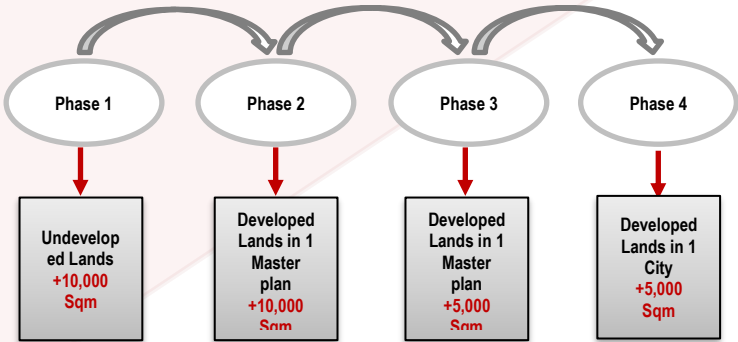 Phase 1
Phase 2
Phase 3
Phase 4
Undevelop
ed Lands
+10,000
Sqm
Developed
Lands in 1
Master
plan
+10,000
Sqm
Developed
Lands in 1
Master
plan
+5,000
Sqm
Developed
Lands in 1
City
+5,000
Sqm